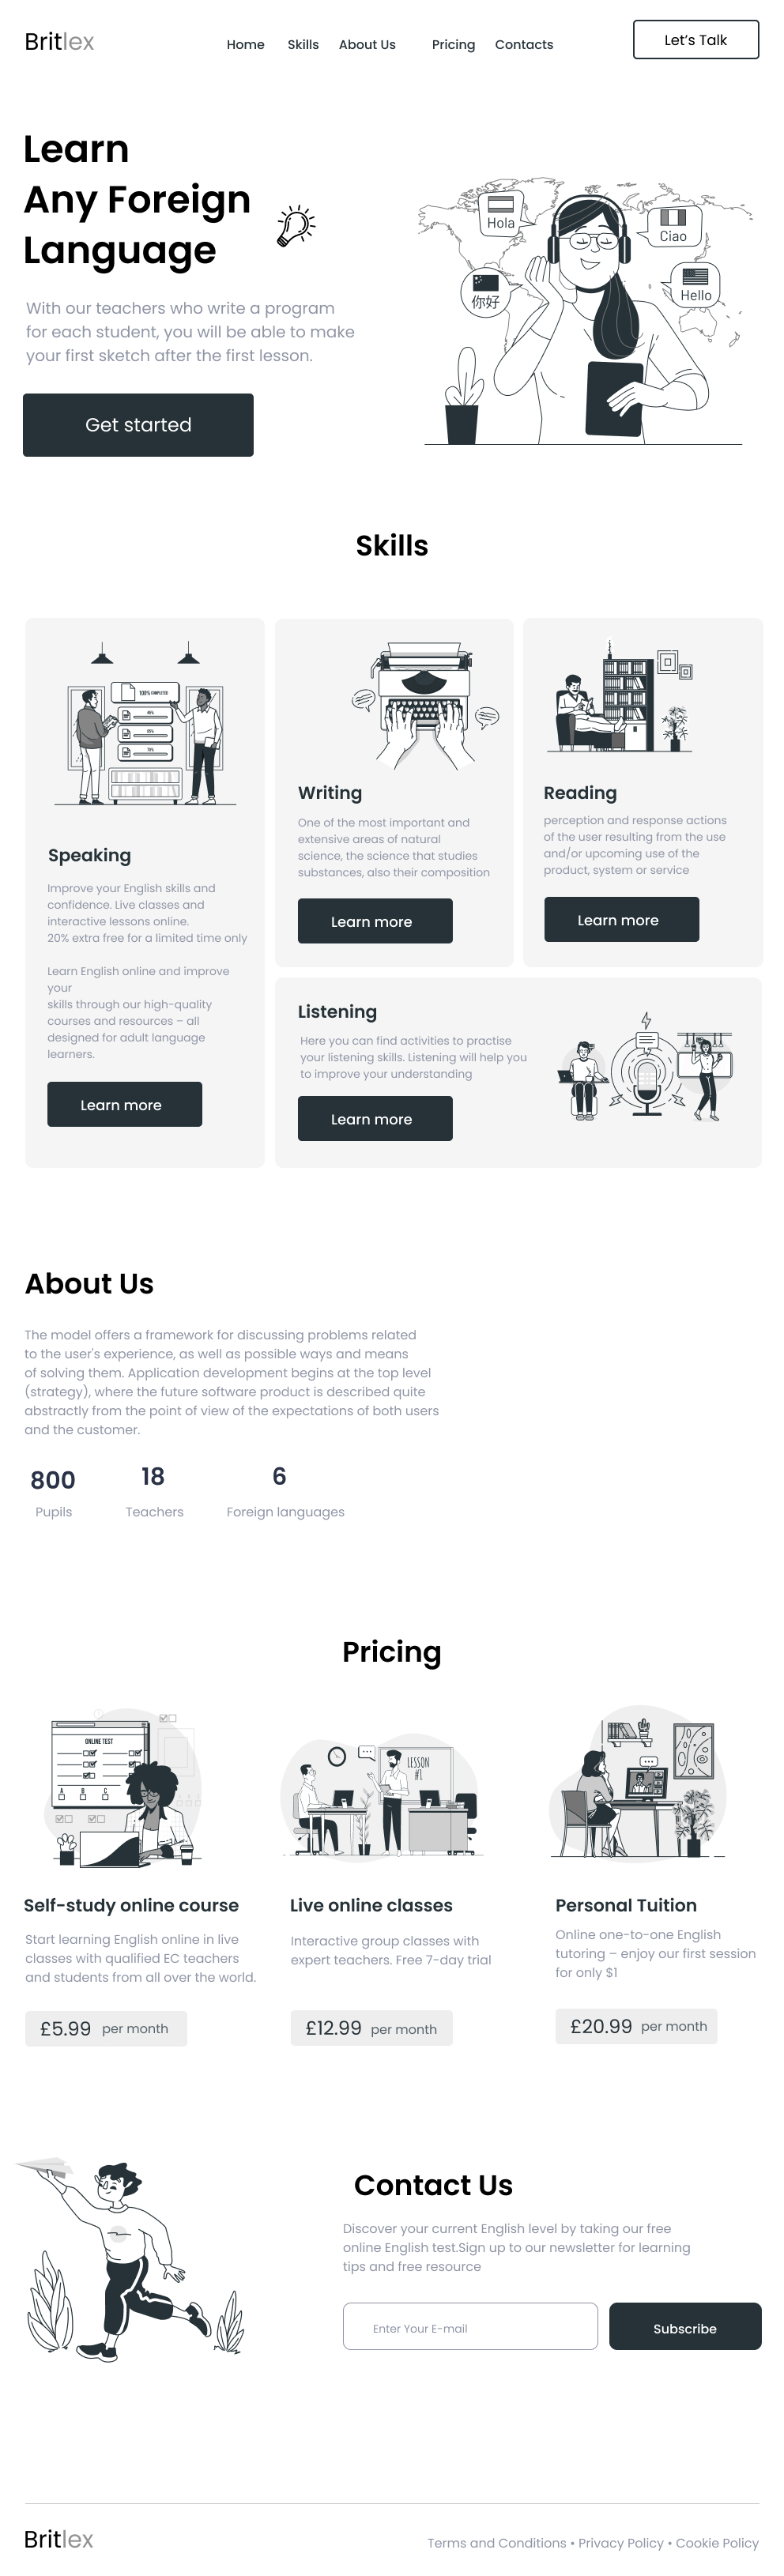 Britlex
Home Skills About Us Pricing Contacts
Let's Talk
Learn
Any Foreign
Language
With our teachers who write a program
for each student, you will be able to make
your first sketch after the first lesson.
Get started
Hola
Ciao
你好
Hello
Skills
100% COMPLETED
Speaking
Improve your English skills and
confidence. Live classes and
interactive lessons online.
20% extra free for a limited time only
Learn English online and improve
your
skills through our high-quality
courses and resources – all
designed for adult language
learners.
Learn more
Writing
One of the most important and
extensive areas of natural
science, the science that studies
substances, also their composition
Learn more
Reading
perception and response actions
of the user resulting from the use
and/or upcoming use of the
product, system or service
Learn more
Listening
Here you can find activities to practise
your listening skills. Listening will help you
to improve your understanding
Learn more
About Us
The model offers a framework for discussing problems related
to the user's experience, as well as possible ways and means
of solving them. Application development begins at the top level
(strategy), where the future software product is described quite
abstractly from the point of view of the expectations of both users
and the customer.
800 18 6
Pupils Teachers Foreign languages
Pricing
ONLINE TEST
A B C
LESSON
#1
Self-study online course
Start learning English online in live
classes with qualified EC teachers
and students from all over the world.
£5.99 per month
Live online classes
Interactive group classes with
expert teachers. Free 7-day trial
£12.99 per month
Personal Tuition
Online one-to-one English
tutoring – enjoy our first session
for only $1
£20.99 per month
Contact Us
Discover your current English level by taking our free
online English test.Sign up to our newsletter for learning
tips and free resource
Enter Your E-mail
Subscribe
Britlex
Terms and Conditions • Privacy Policy • Cookie Policy